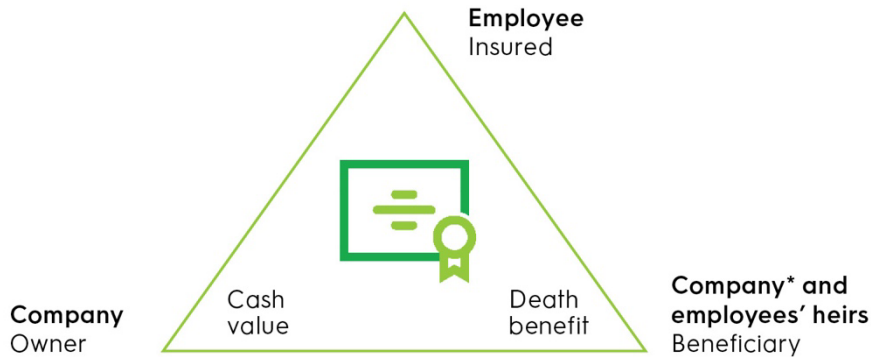 Employee
Insured
Cash
value
Death
benefit
Company
Owner
Company* and
employees’ heirs
Beneficiary